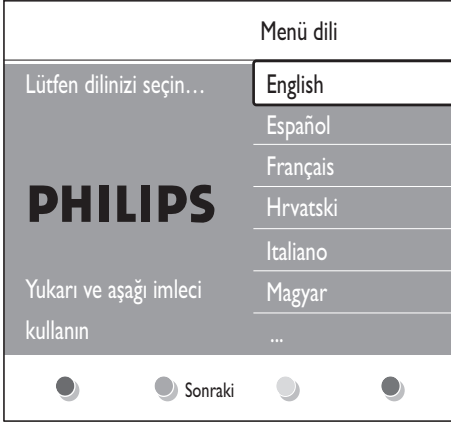 Menü dili
Lütfen dilinizi seçin…
English
Español
Français
PHILIPS
Hrvatski
Italiano
Yukarı ve aşağı imleci
kullanın
Magyar
...
Sonraki